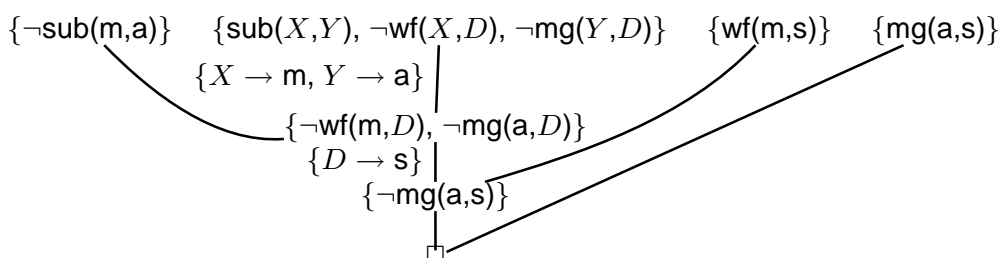 {¬sub(m,a)} {sub(X,Y), ¬wf(X,D), ¬mg(Y,D)} {wf(m,s)} {mg(a,s)}
{X → m, Y → a}
{¬wf(m,D), ¬mg(a,D)}
{D → s}
{¬mg(a,s)}